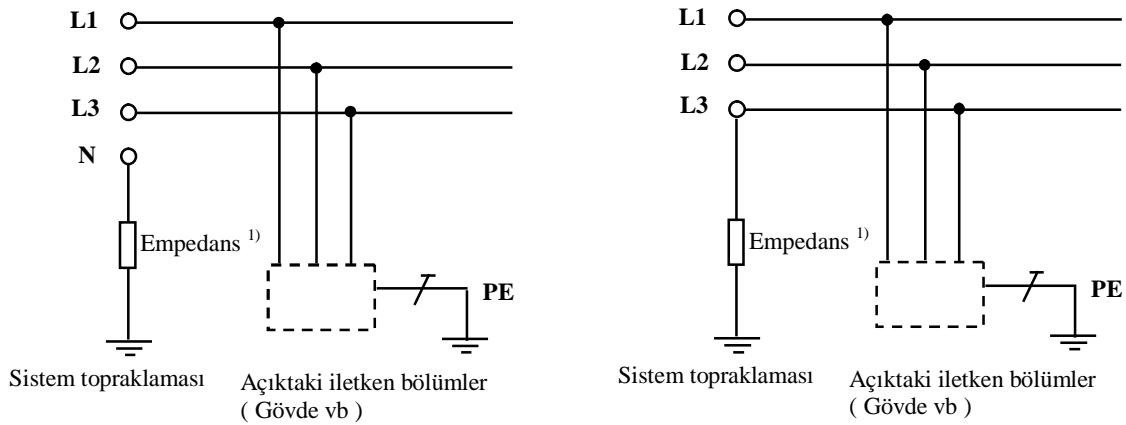 L1
L2
L3
N
Empedans 1)
PE
Sistem topraklaması
Açıktaki iletken bölümler
( Gövde vb )
L1
L2
L3
Empedans 1)
PE
Sistem topraklaması
Açıktaki iletken bölümler
( Gövde vb )